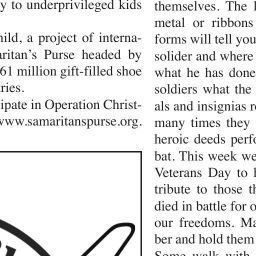 y to underprivileged kids
hild, a project of interna-
aritan's Purse headed by
61 million gift-filled shoe
ries.
ipate in Operation Christ-
www.samaritanspurse.org.
themselves. The
metal or ribbons
forms will tell you
solider and where
what he has done
soldiers what the
als and insignias
many times they
heroic deeds perfo
bat. This week we
Veterans Day to
tribute to those th
died in battle for o
our freedoms. Ma
ber and hold them
Some walk with